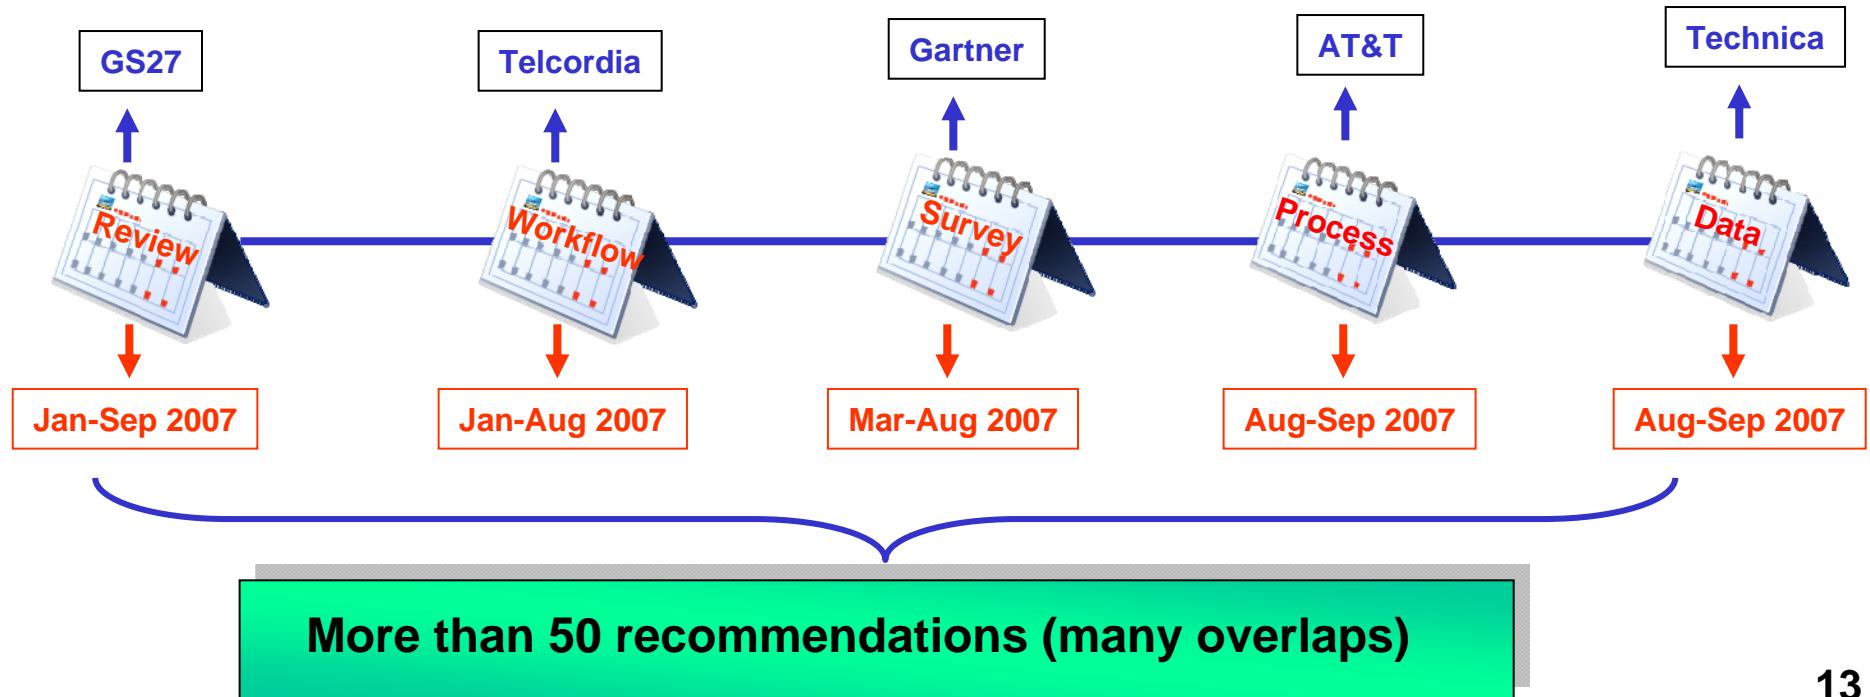 GS27
Telcordia
Gartner
AT&T
Technica
Review
Workflow
Survey
Process
Data
Jan-Sep 2007
Jan-Aug 2007
Mar-Aug 2007
Aug-Sep 2007
Aug-Sep 2007
More than 50 recommendations (many overlaps)
13